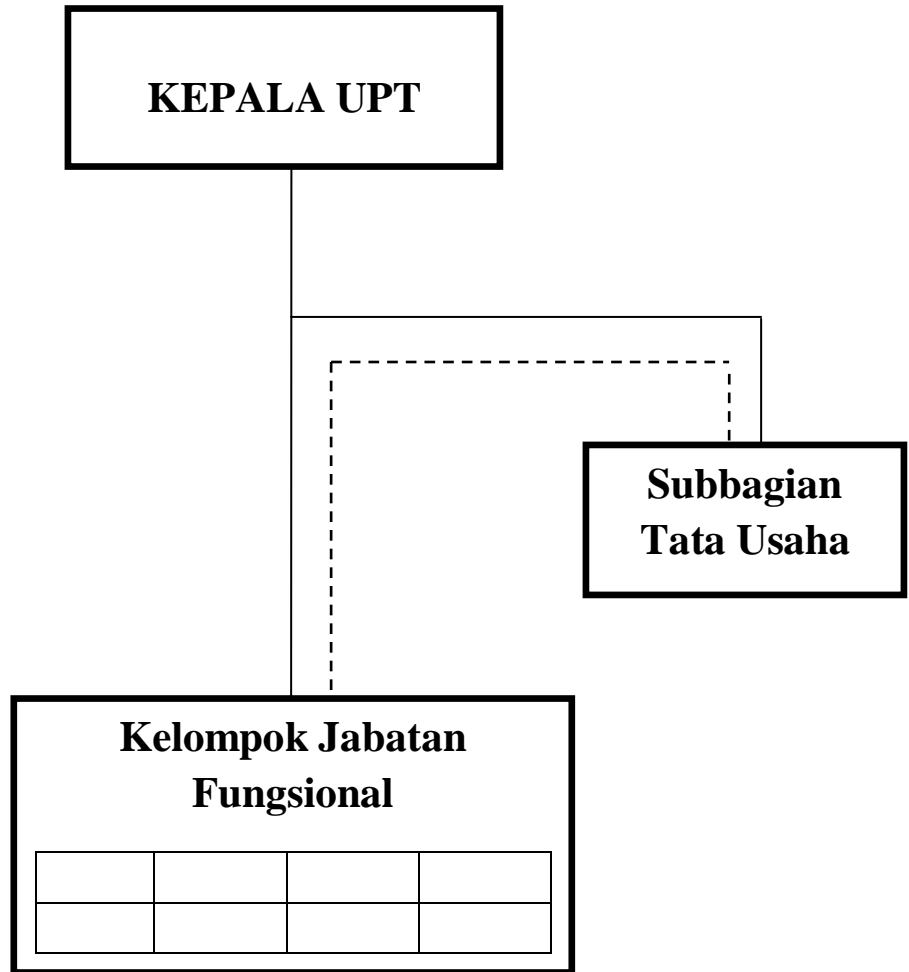 KEPALA UPT
Subbagian
Tata Usaha
Kelompok Jabatan
Fungsional